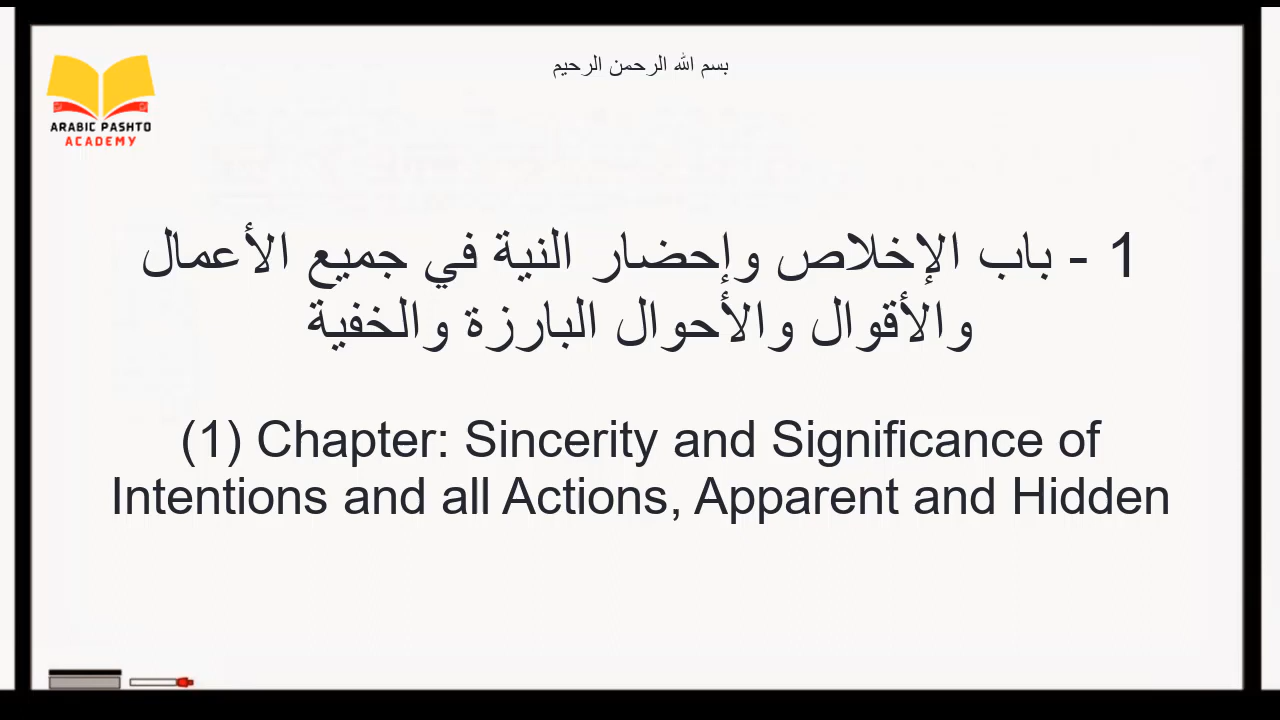 بسم الله الرحمن الرحيم
ARABIC PASHTO
ACADEMY
1 - باب الإخلاص وإحضار النية في جميع الأعمال
والأقوال والأحوال البارزة والخفية
(1) Chapter: Sincerity and Significance of
Intentions and all Actions, Apparent and Hidden